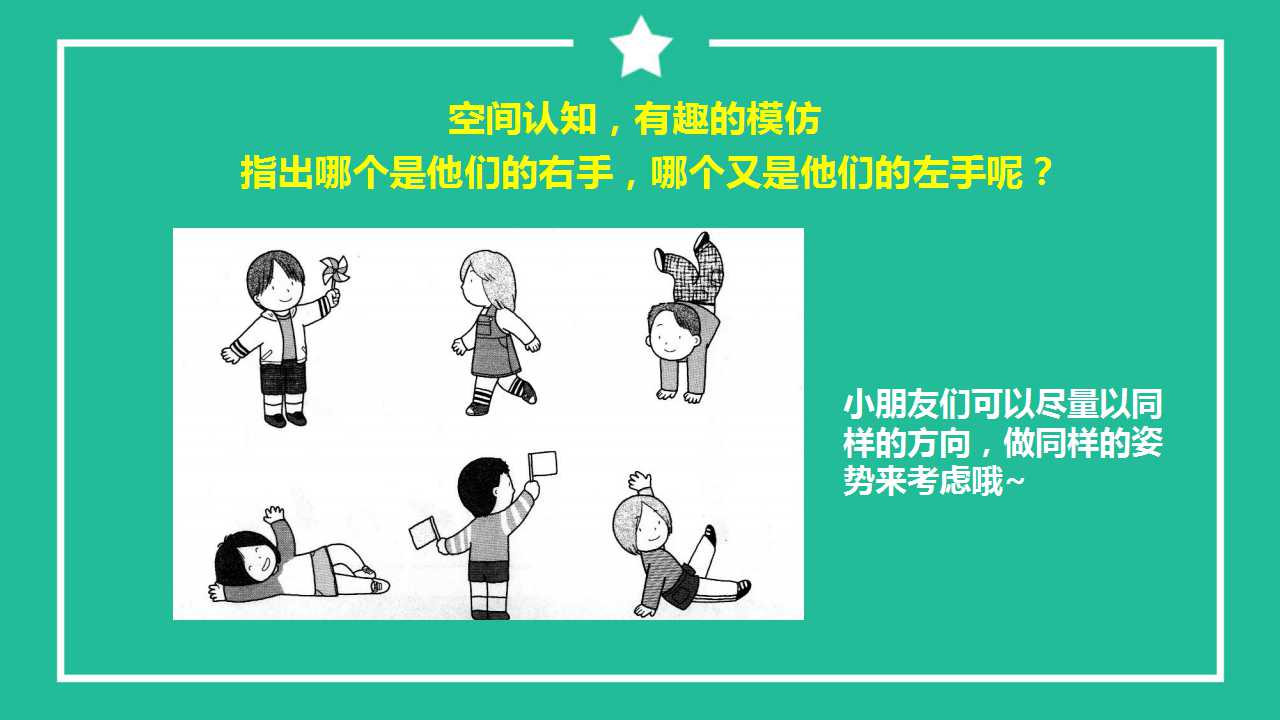 空间认知，有趣的模仿
指出哪个是他们的右手，哪个又是他们的左手呢？
小朋友们可以尽量以同
样的方向，做同样的姿
势来考虑哦~